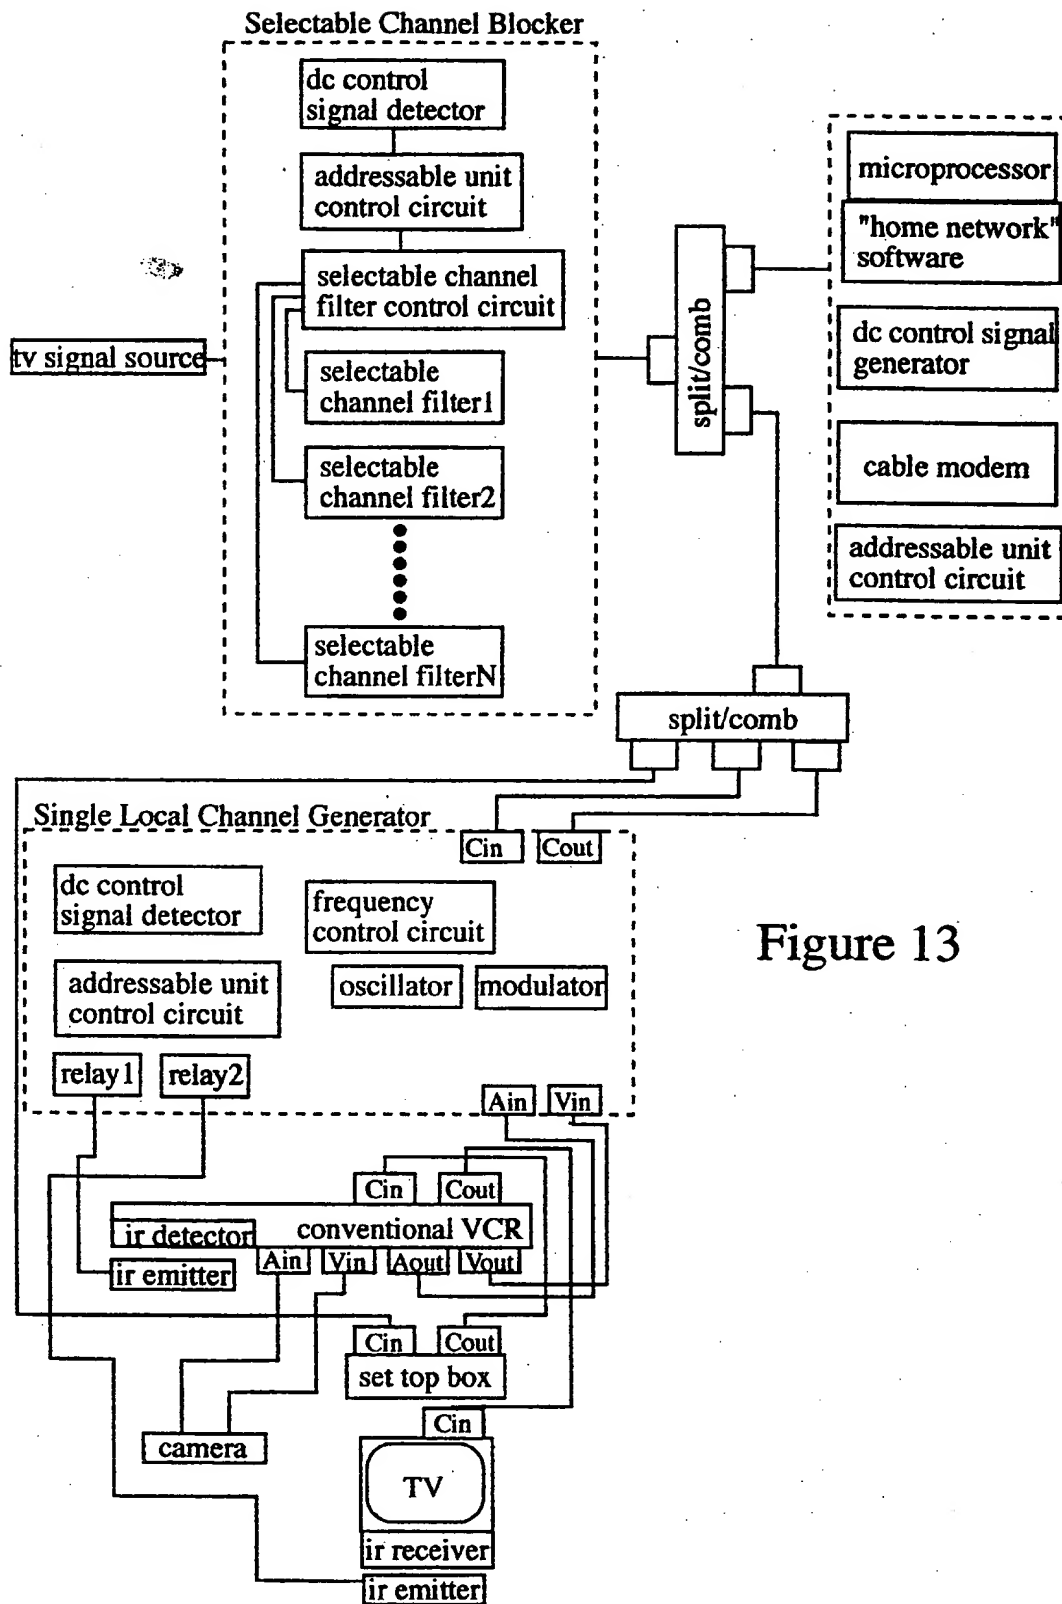 Selectable Channel Blocker
dc control
signal detector
addressable unit
control circuit
selectable channel
filter control circuit
tv signal source
selectable
channel filter1
selectable
channel filter2
selectable
channel filterN
split/comb
microprocessor
"home network"
software
dc control signal
generator
cable modem
addressable unit
control circuit
split/comb
Single Local Channel Generator
Cin
Cout
dc control
signal detector
frequency
control circuit
addressable unit
control circuit
oscillator
modulator
relay1
relay2
Ain
Vin
Figure 13
Cin
Cout
conventional VCR
ir detector
Ain
Vin
Aout
Vout
ir emitter
Cin
Cout
set top box
Cin
camera
TV
ir receiver
ir emitter